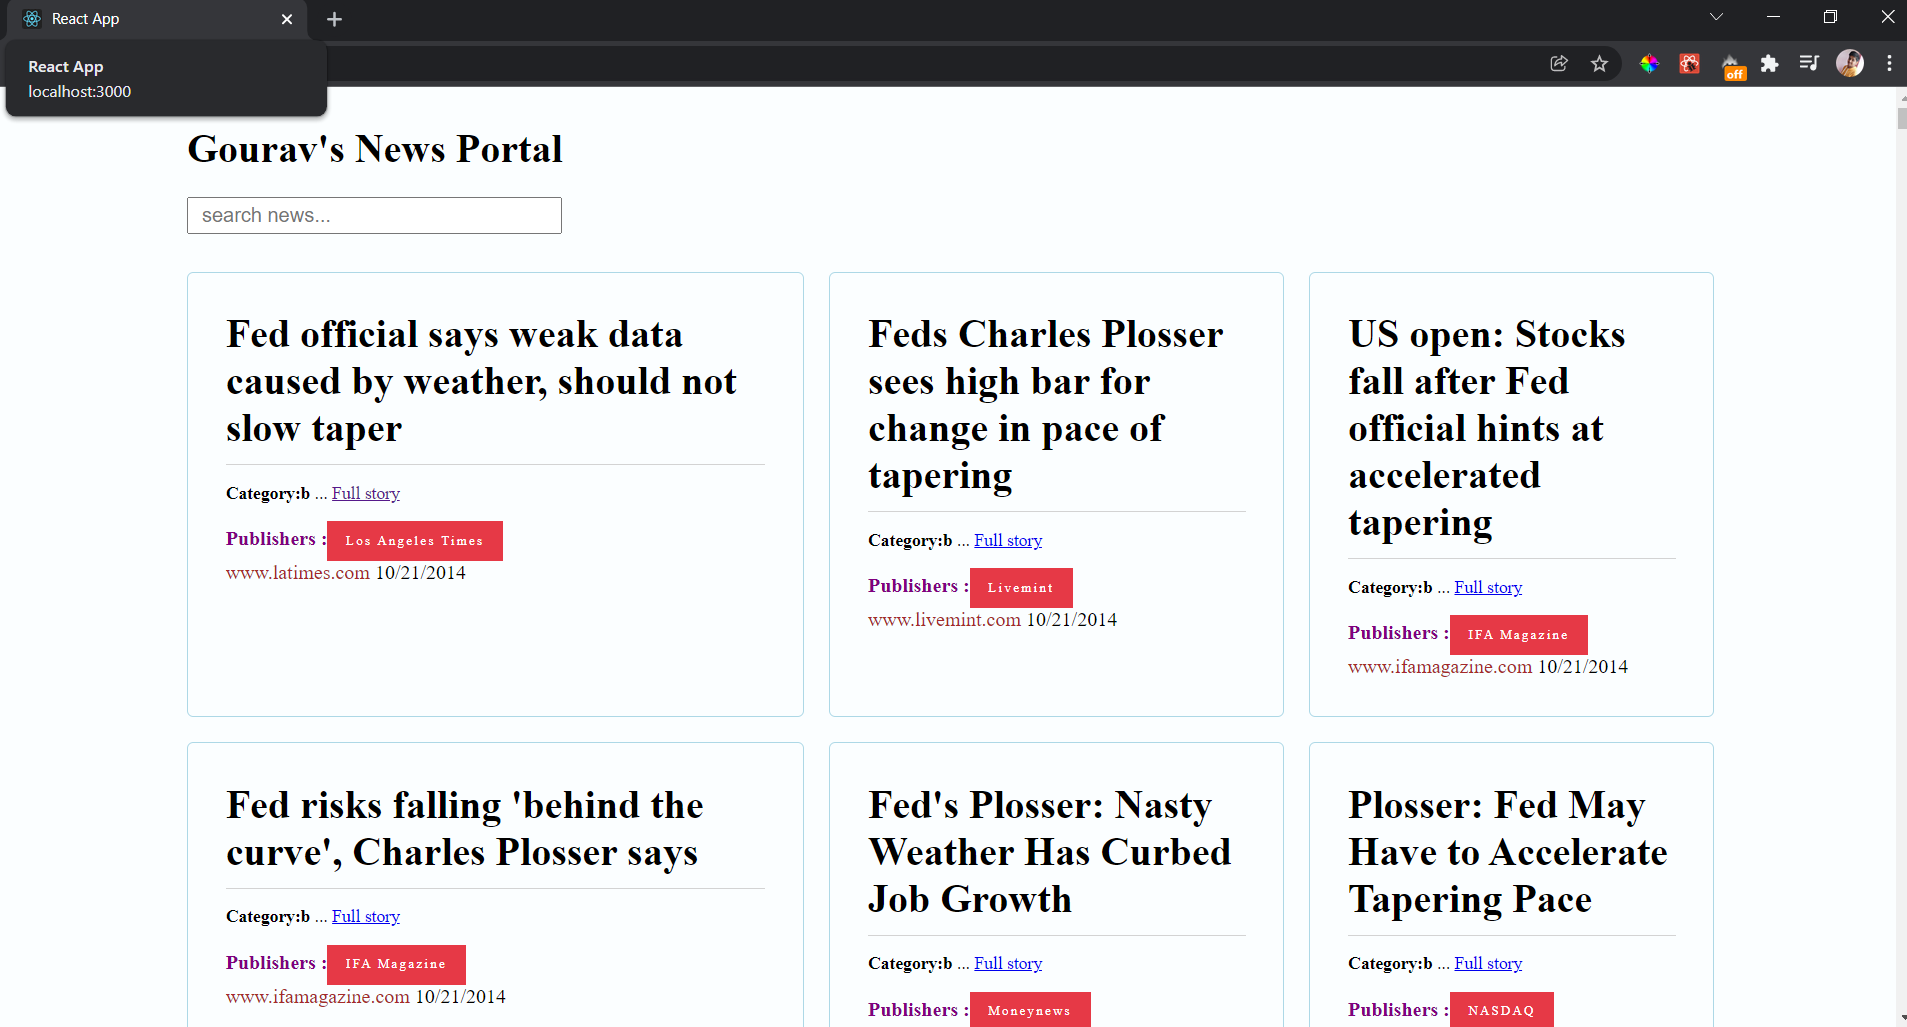 React App
React App
localhost:3000
off
Gourav's News Portal
search news...
Fed official says weak data
caused by weather, should not
slow taper
Category:b ... Full story
Publishers : Los Angeles Times
www.latimes.com 10/21/2014
Feds Charles Plosser
sees high bar for
change in pace of
tapering
Category:b ... Full story
Publishers : Livemint
www.livemint.com 10/21/2014
US open: Stocks
fall after Fed
official hints at
accelerated
tapering
Category:b ... Full story
Publishers : IFA Magazine
www.ifamagazine.com 10/21/2014
Fed risks falling 'behind the
curve', Charles Plosser says
Category:b ... Full story
Publishers : IFA Magazine
www.ifamagazine.com 10/21/2014
Fed's Plosser: Nasty
Weather Has Curbed
Job Growth
Category:b ... Full story
Publishers : Moneynews
Plosser: Fed May
Have to Accelerate
Tapering Pace
Category:b ... Full story
Publishers : NASDAQ